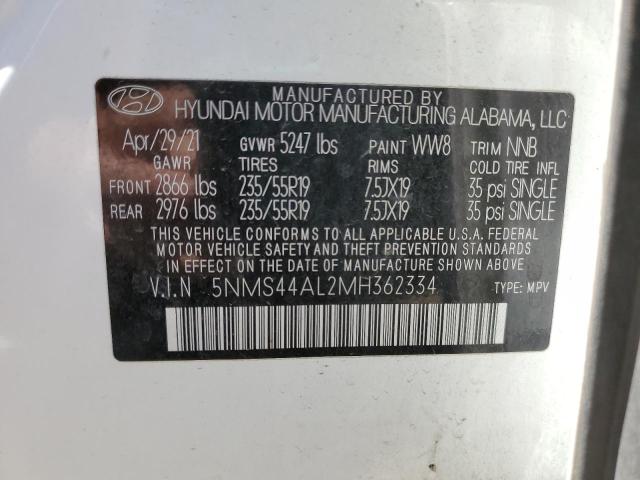 MANUFACTURED BY
HYUNDAI MOTOR MANUFACTURING ALABAMA, LLC
Apr/29/21 GVWR 5247 lbs PAINT WW8 TRIM NNB
GAWR TIRES RIMS COLD TIRE INFL
FRONT 2866 lbs 235/55R19 7.5JX19 35 psi SINGLE
REAR 2976 lbs 235/55R19 7.5JX19 35 psi SINGLE
THIS VEHICLE CONFORMS TO ALL APPLICABLE U.S.A. FEDERAL
MOTOR VEHICLE SAFETY AND THEFT PREVENTION STANDARDS
IN EFFECT ON THE DATE OF MANUFACTURE SHOWN ABOVE.
V.I.N 5NMS44AL2MH362334 TYPE: MPV